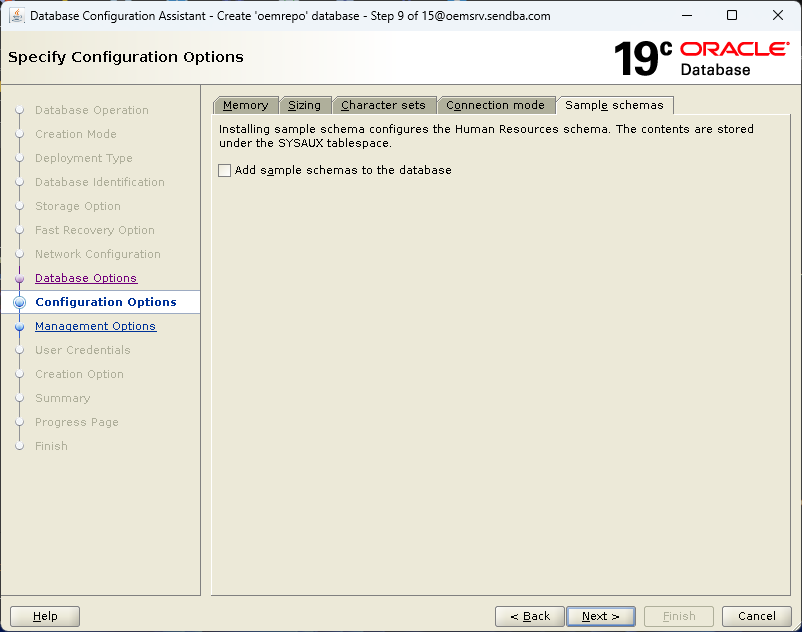 Database Configuration Assistant - Create 'oemrepo' database - Step 9 of 15@oemsrv.sendba.com
Specify Configuration Options
19c ORACLE
Database
Database Operation
Creation Mode
Deployment Type
Database Identification
Storage Option
Fast Recovery Option
Network Configuration
Database Options
Configuration Options
Management Options
User Credentials
Creation Option
Summary
Progress Page
Finish
Memory Sizing Character sets Connection mode Sample schemas
Installing sample schema configures the Human Resources schema. The contents are stored
under the SYSAUX tablespace.
Add sample schemas to the database
Help < Back Next > Finish Cancel